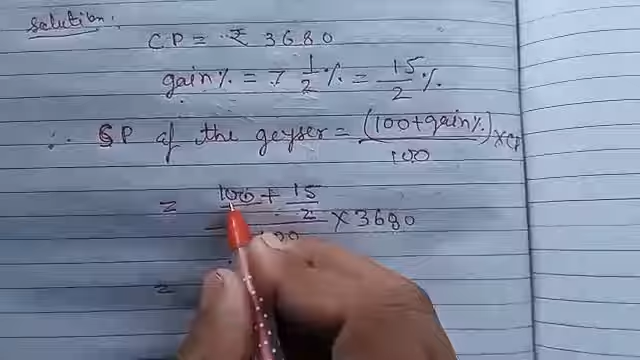 Solution:
C.P = ₹ 3680
gain% = 7 1/2 % = 15/2 %
∴ SP of the geyser = (100+gain%)/100 × CP
= 100 + 15/2 / 100 × 3680
=